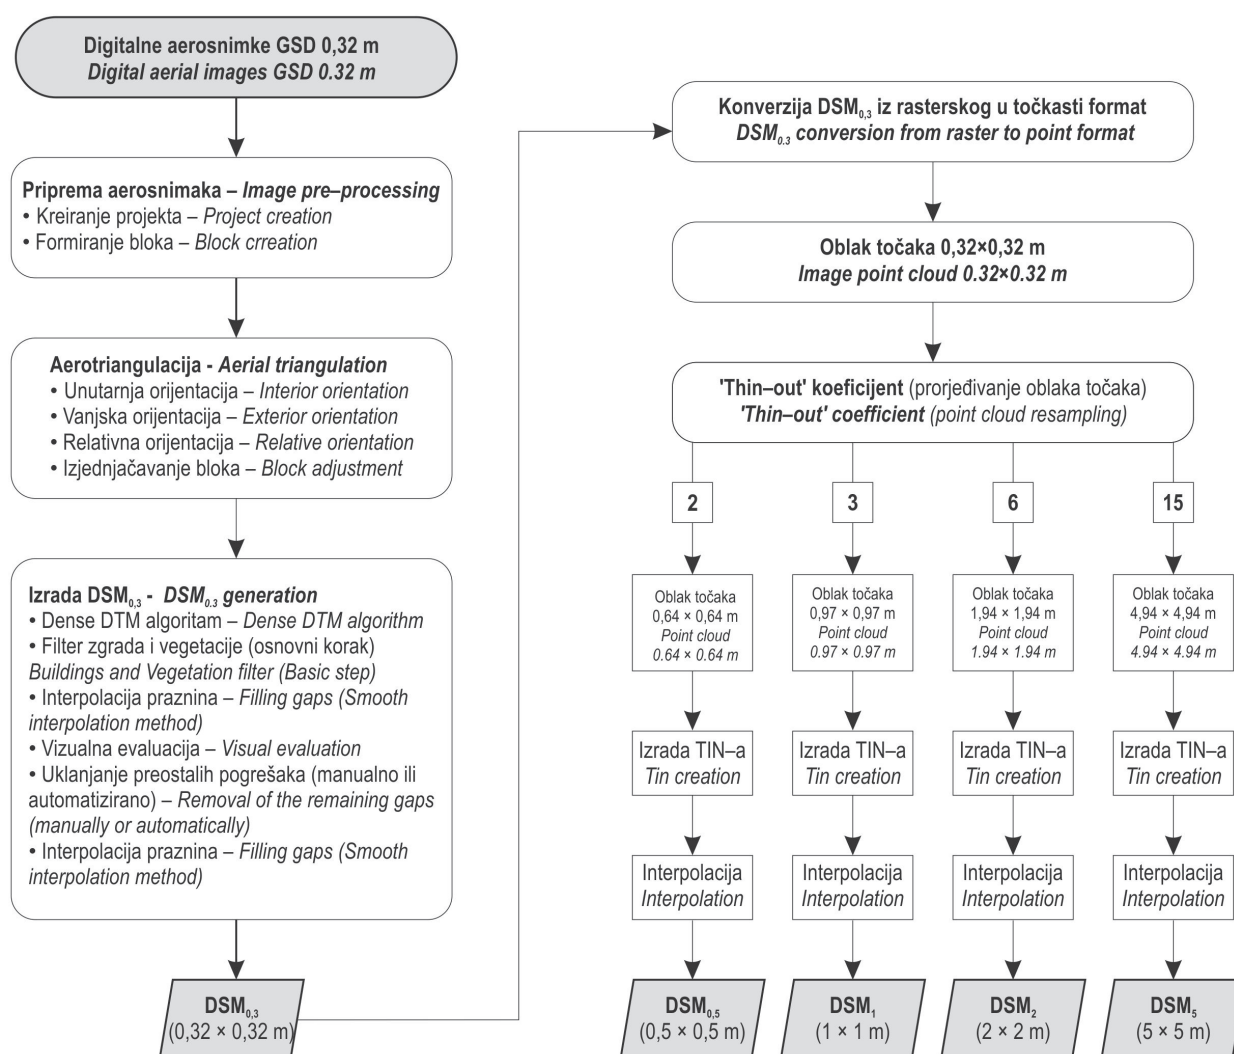 Digitalne aerosnimke GSD 0,32 m
Digital aerial images GSD 0.32 m
Priprema aerosnimaka – Image pre–processing
• Kreiranje projekta – Project creation
• Formiranje bloka – Block crreation
Aerotriangulacija - Aerial triangulation
• Unutarnja orijentacija – Interior orientation
• Vanjska orijentacija – Exterior orientation
• Relativna orijentacija – Relative orientation
• Izjednjačavanje bloka – Block adjustment
Izrada DSM0,3 - DSM0.3 generation
• Dense DTM algoritam – Dense DTM algorithm
• Filter zgrada i vegetacije (osnovni korak)
Buildings and Vegetation filter (Basic step)
• Interpolacija praznina – Filling gaps (Smooth
interpolation method)
• Vizualna evaluacija – Visual evaluation
• Uklanjanje preostalih pogrešaka (manualno ili
automatizirano) – Removal of the remaining gaps
(manually or automatically)
• Interpolacija praznina – Filling gaps (Smooth
interpolation method)
DSM0,3
(0,32 × 0,32 m)
Konverzija DSM0,3 iz rasterskog u točkasti format
DSM0.3 conversion from raster to point format
Oblak točaka 0,32×0,32 m
Image point cloud 0.32×0.32 m
'Thin–out' koeficijent (prorjeđivanje oblaka točaka)
'Thin–out' coefficient (point cloud resampling)
2
3
6
15
Oblak točaka
0,64 × 0,64 m
Point cloud
0.64 × 0.64 m
Oblak točaka
0,97 × 0,97 m
Point cloud
0.97 × 0.97 m
Oblak točaka
1,94 × 1,94 m
Point cloud
1.94 × 1.94 m
Oblak točaka
4,94 × 4,94 m
Point cloud
4.94 × 4.94 m
Izrada TIN–a
Tin creation
Izrada TIN–a
Tin creation
Izrada TIN–a
Tin creation
Izrada TIN–a
Tin creation
Interpolacija
Interpolation
Interpolacija
Interpolation
Interpolacija
Interpolation
Interpolacija
Interpolation
DSM0,5
(0,5 × 0,5 m)
DSM1
(1 × 1 m)
DSM2
(2 × 2 m)
DSM5
(5 × 5 m)